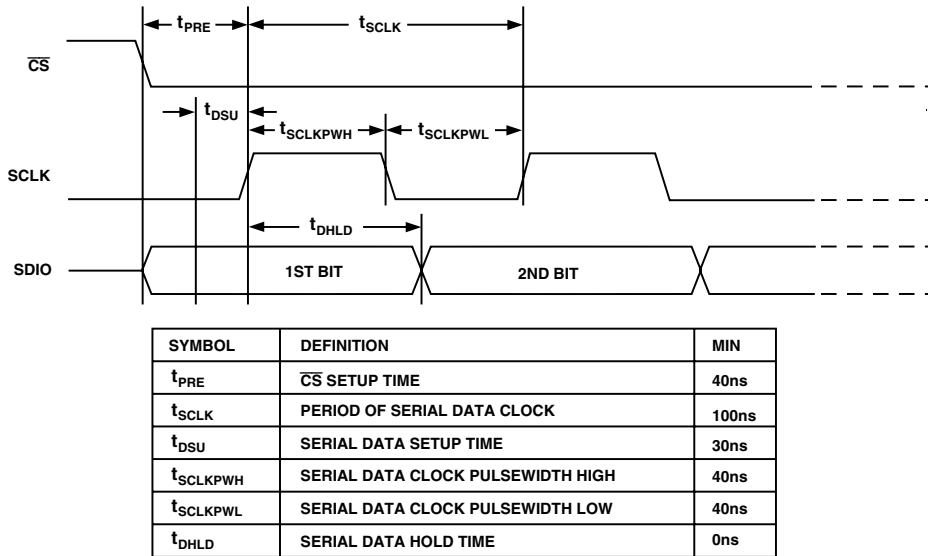 tPRE tSCLK
CS
tDSU
tSCLKPWH tSCLKPWL
SCLK
tDHLD
SDIO 1ST BIT 2ND BIT
SYMBOL DEFINITION MIN
tPRE CS SETUP TIME 40ns
tSCLK PERIOD OF SERIAL DATA CLOCK 100ns
tDSU SERIAL DATA SETUP TIME 30ns
tSCLKPWH SERIAL DATA CLOCK PULSEWIDTH HIGH 40ns
tSCLKPWL SERIAL DATA CLOCK PULSEWIDTH LOW 40ns
tDHLD SERIAL DATA HOLD TIME 0ns